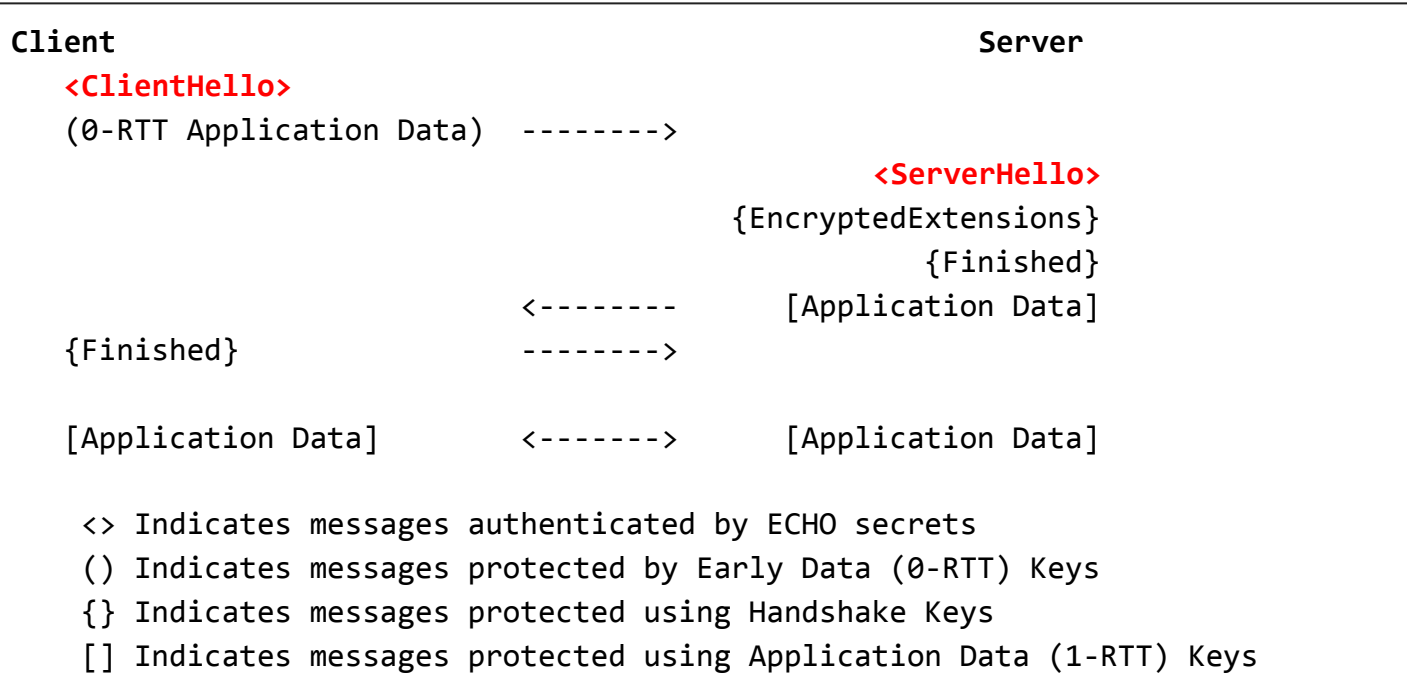 Client Server
<ClientHello>
(0-RTT Application Data) -------->
<ServerHello>
{EncryptedExtensions}
{Finished}
<-------- [Application Data]
{Finished} -------->
[Application Data] <-------> [Application Data]
<> Indicates messages authenticated by ECHO secrets
() Indicates messages protected by Early Data (0-RTT) Keys
{} Indicates messages protected using Handshake Keys
[] Indicates messages protected using Application Data (1-RTT) Keys